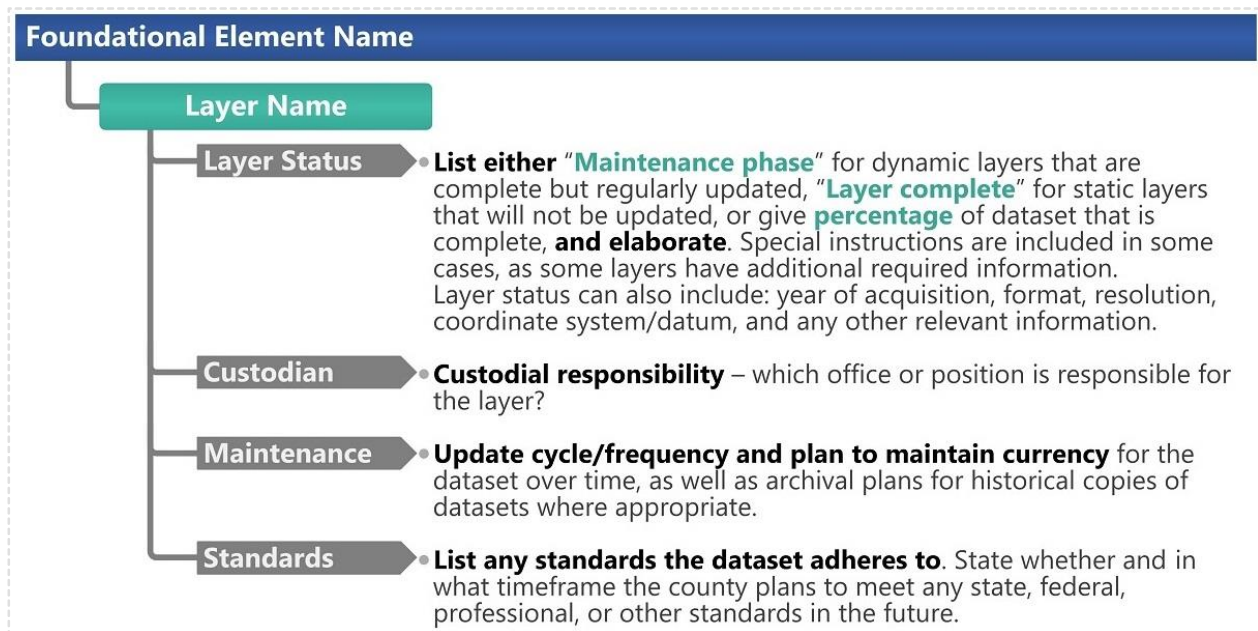 Foundational Element Name
Layer Name
Layer Status
List either “Maintenance phase” for dynamic layers that are
complete but regularly updated, “Layer complete” for static layers
that will not be updated, or give percentage of dataset that is
complete, and elaborate. Special instructions are included in some
cases, as some layers have additional required information.
Layer status can also include: year of acquisition, format, resolution,
coordinate system/datum, and any other relevant information.
Custodian
Custodial responsibility – which office or position is responsible for
the layer?
Maintenance
Update cycle/frequency and plan to maintain currency for the
dataset over time, as well as archival plans for historical copies of
datasets where appropriate.
Standards
List any standards the dataset adheres to. State whether and in
what timeframe the county plans to meet any state, federal,
professional, or other standards in the future.